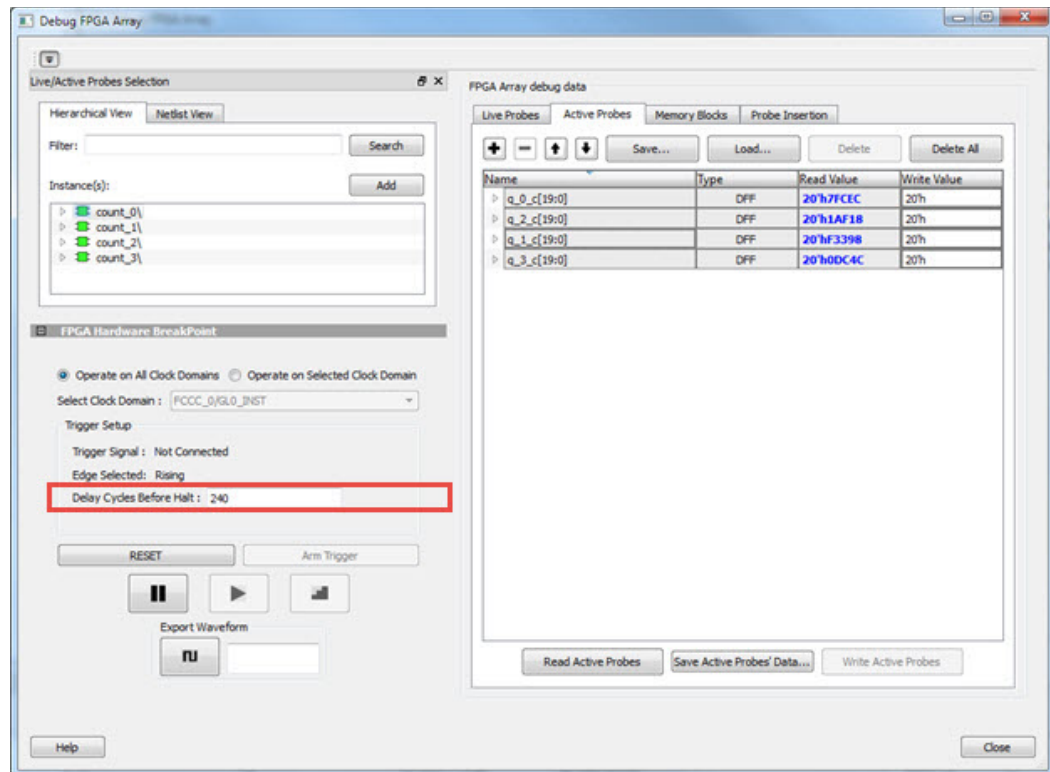 Debug FPGA Array
Live/Active Probes Selection
Hierarchical View Netlist View
Filter: Search
Instance(s): Add
count_0\
count_1\
count_2\
count_3\
FPGA Hardware BreakPoint
Operate on All Clock Domains Operate on Selected Clock Domain
Select Clock Domain : FCCC_0/GL0_INST
Trigger Setup
Trigger Signal : Not Connected
Edge Selected: Rising
Delay Cycles Before Halt : 240
RESET Arm Trigger
Export Waveform
FPGA Array debug data
Live Probes Active Probes Memory Blocks Probe Insertion
Save... Load... Delete Delete All
Name Type Read Value Write Value
q_0_c[19:0] DFF 20'h7FCEC 20'h
q_2_c[19:0] DFF 20'h1AF18 20'h
q_1_c[19:0] DFF 20'hF3398 20'h
q_3_c[19:0] DFF 20'h0DC4C 20'h
Read Active Probes Save Active Probes' Data... Write Active Probes
Help Close